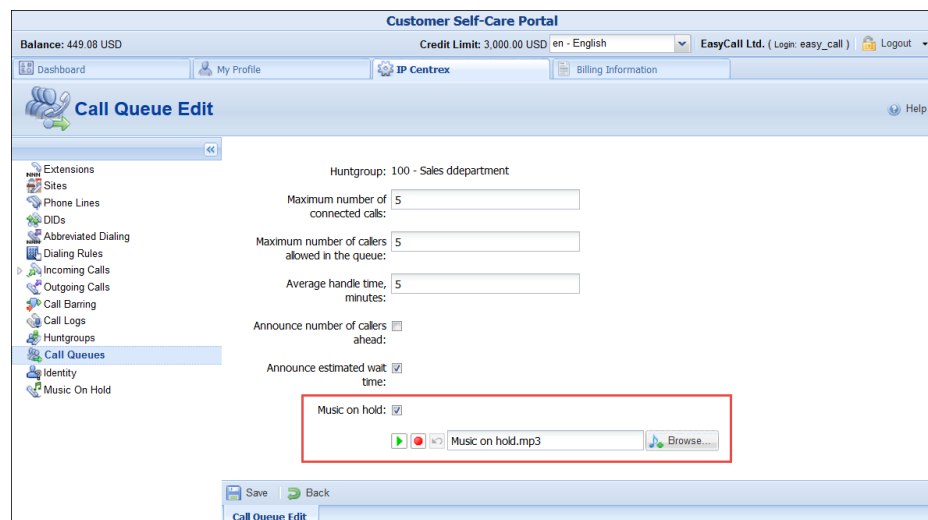 Customer Self-Care Portal
Balance: 449.08 USD Credit Limit: 3,000.00 USD en - English EasyCall Ltd. ( Login: easy_call ) Logout
Dashboard My Profile IP Centrex Billing Information
Call Queue Edit Help
Extensions
Sites
Phone Lines
DIDs
Abbreviated Dialing
Dialing Rules
Incoming Calls
Outgoing Calls
Call Barring
Call Logs
Huntgroups
Call Queues
Identity
Music On Hold
Huntgroup: 100 - Sales ddepartment
Maximum number of 5
connected calls:
Maximum number of callers 5
allowed in the queue:
Average handle time, 5
minutes:
Announce number of callers
ahead:
Announce estimated wait
time:
Music on hold:
Music on hold.mp3 Browse...
Save Back
Call Queue Edit